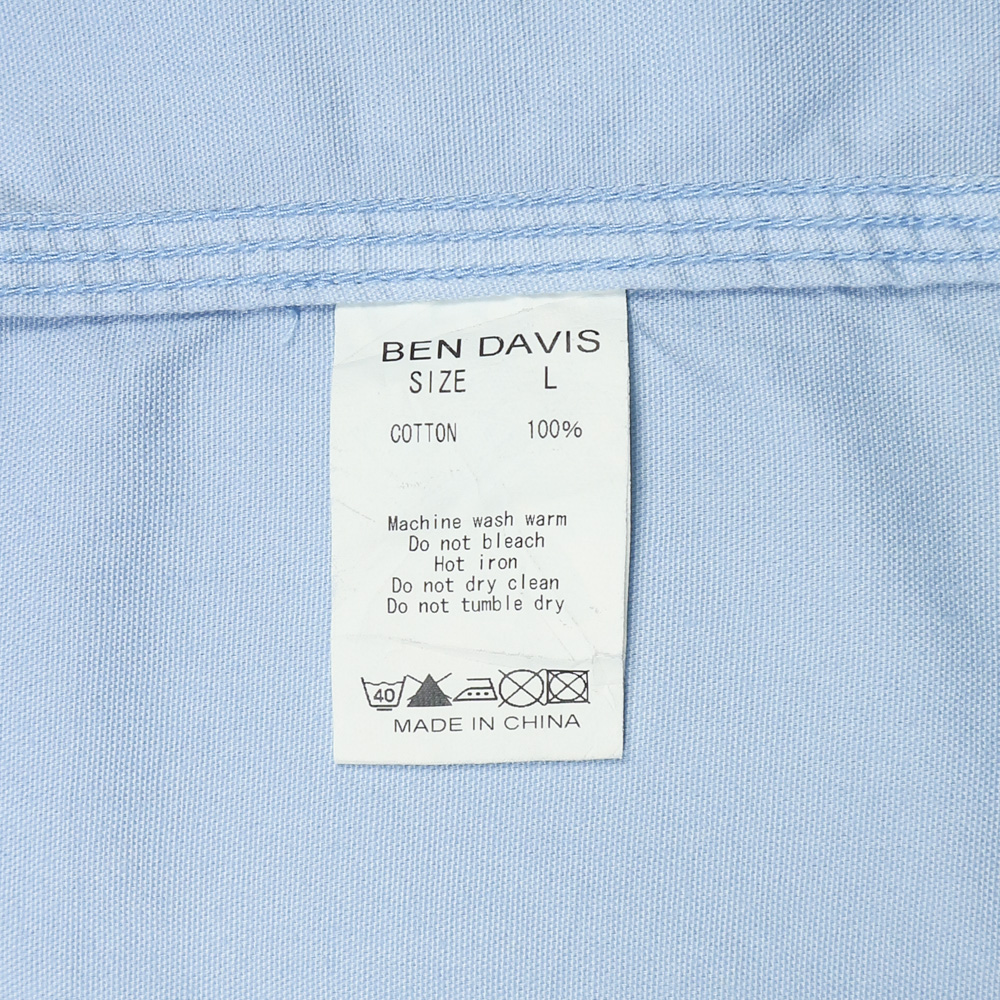 BEN DAVIS
SIZE L
COTTON 100%
Machine wash warm
Do not bleach
Hot iron
Do not dry clean
Do not tumble dry
40
MADE IN CHINA